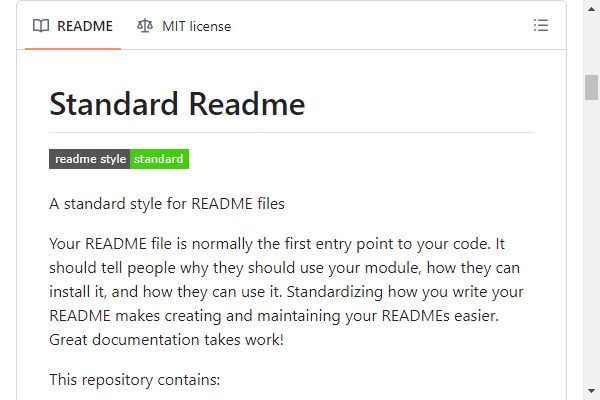 README MIT license
Standard Readme
readme style standard
A standard style for README files
Your README file is normally the first entry point to your code. It
should tell people why they should use your module, how they can
install it, and how they can use it. Standardizing how you write your
README makes creating and maintaining your READMEs easier.
Great documentation takes work!
This repository contains: